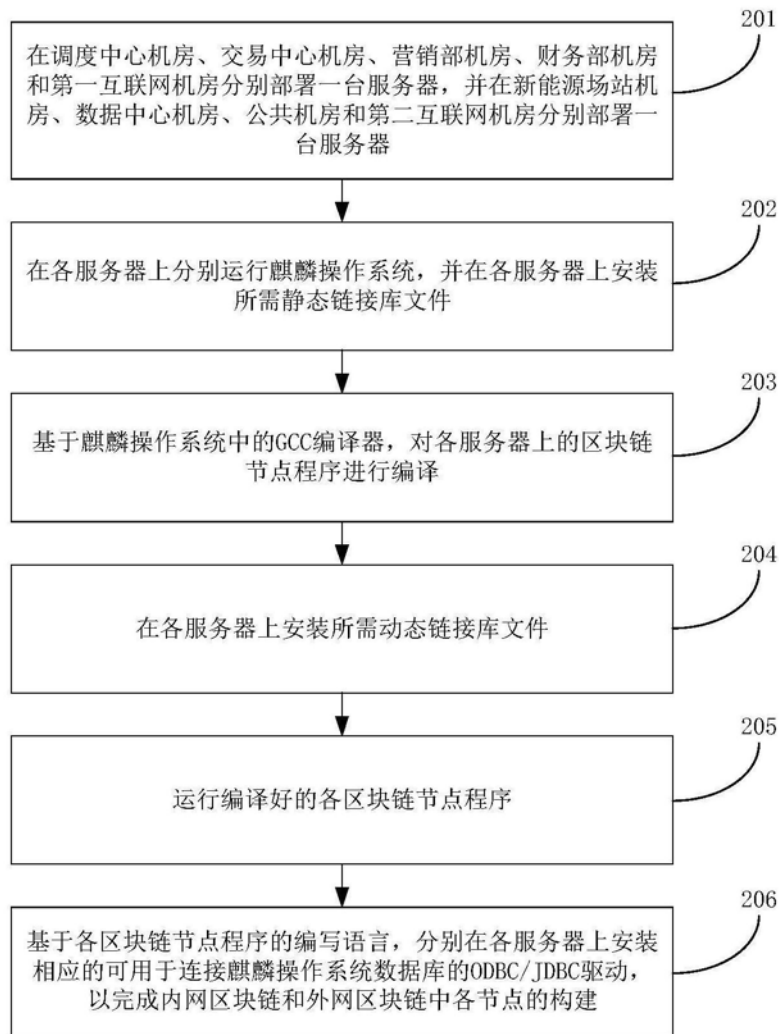 201
在调度中心机房、交易中心机房、营销部机房、财务部机房
和第一互联网机房分别部署一台服务器，并在新能源场站机
房、数据中心机房、公共机房和第二互联网机房分别部署一
台服务器
202
在各服务器上分别运行麒麟操作系统，并在各服务器上安装
所需静态链接库文件
203
基于麒麟操作系统中的GCC编译器，对各服务器上的区块链
节点程序进行编译
204
在各服务器上安装所需动态链接库文件
205
运行编译好的各区块链节点程序
206
基于各区块链节点程序的编写语言，分别在各服务器上安装
相应的可用于连接麒麟操作系统数据库的ODBC/JDBC驱动，
以完成内网区块链和外网区块链中各节点的构建